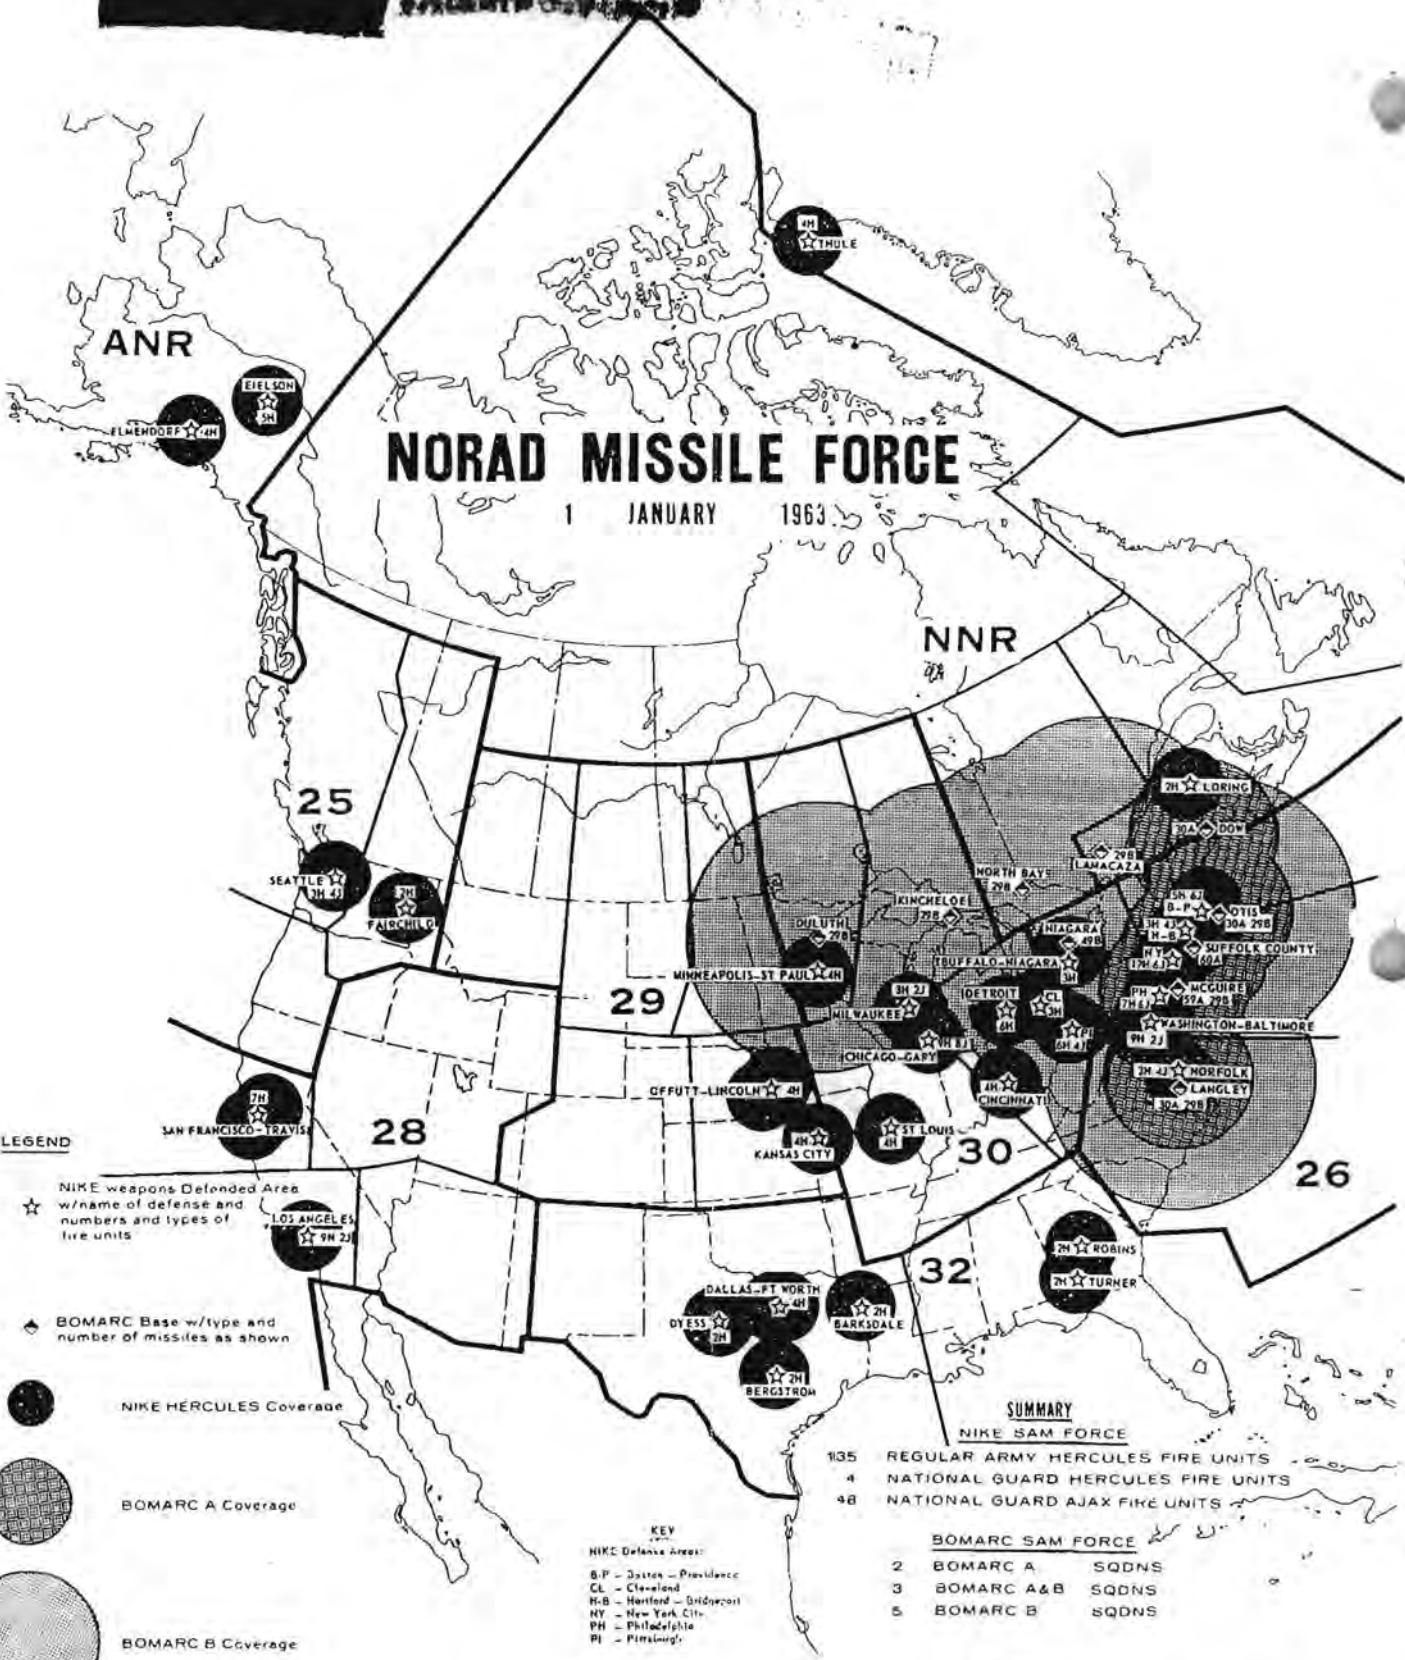 4H
THULE
ANR
EIELSON
5H
ELMENDORF 4H
NORAD MISSILE FORCE
1 JANUARY 1963
NNR
25
2H LORING
30A DOW
29B
LAMACAZA
NORTH BAY
29B
SEATTLE
3H 4J
2H
FAIRCHILD
KINCHELOE
29B
5H 6J
B-P
OTIS
30A 29B
DULUTH
29B
NIAGARA
49B
3H 4J
H-B
SUFFOLK COUNTY
60A
NY
17H 6J
MINNEAPOLIS-ST PAUL 4H
BUFFALO-NIAGARA
3H
29
3H 2J
MILWAUKEE
DETROIT
6H
CL
3H
PH
7H 6J
MCGUIRE
59A 29B
PI
6H 4J
WASHINGTON-BALTIMORE
9H 2J
9H 8J
CHICAGO-GARY
2H 4J NORFOLK
LANGLEY
30A 29B
OFFUTT-LINCOLN 4H
4H
CINCINNATI
7H
SAN FRANCISCO-TRAVIS
28
4H
KANSAS CITY
ST LOUIS
4H
30
26
LEGEND
NIKE weapons Defended Area
w/name of defense and
numbers and types of
fire units
LOS ANGELES
9H 2J
32
2H ROBINS
2H TURNER
DALLAS-FT WORTH
4H
DYESS
2H
2H
BARKSDALE
2H
BERGSTROM
BOMARC Base w/type and
number of missiles as shown
NIKE HERCULES Coverage
BOMARC A Coverage
BOMARC B Coverage
SUMMARY
NIKE SAM FORCE
135 REGULAR ARMY HERCULES FIRE UNITS
4 NATIONAL GUARD HERCULES FIRE UNITS
48 NATIONAL GUARD AJAX FIRE UNITS
BOMARC SAM FORCE
2 BOMARC A SQDNS
3 BOMARC A&B SQDNS
5 BOMARC B SQDNS
KEY
NIKE Defense Areas:
B-P - Boston - Providence
CL - Cleveland
H-B - Hartford - Bridgeport
NY - New York City
PH - Philadelphia
PI - Pittsburgh